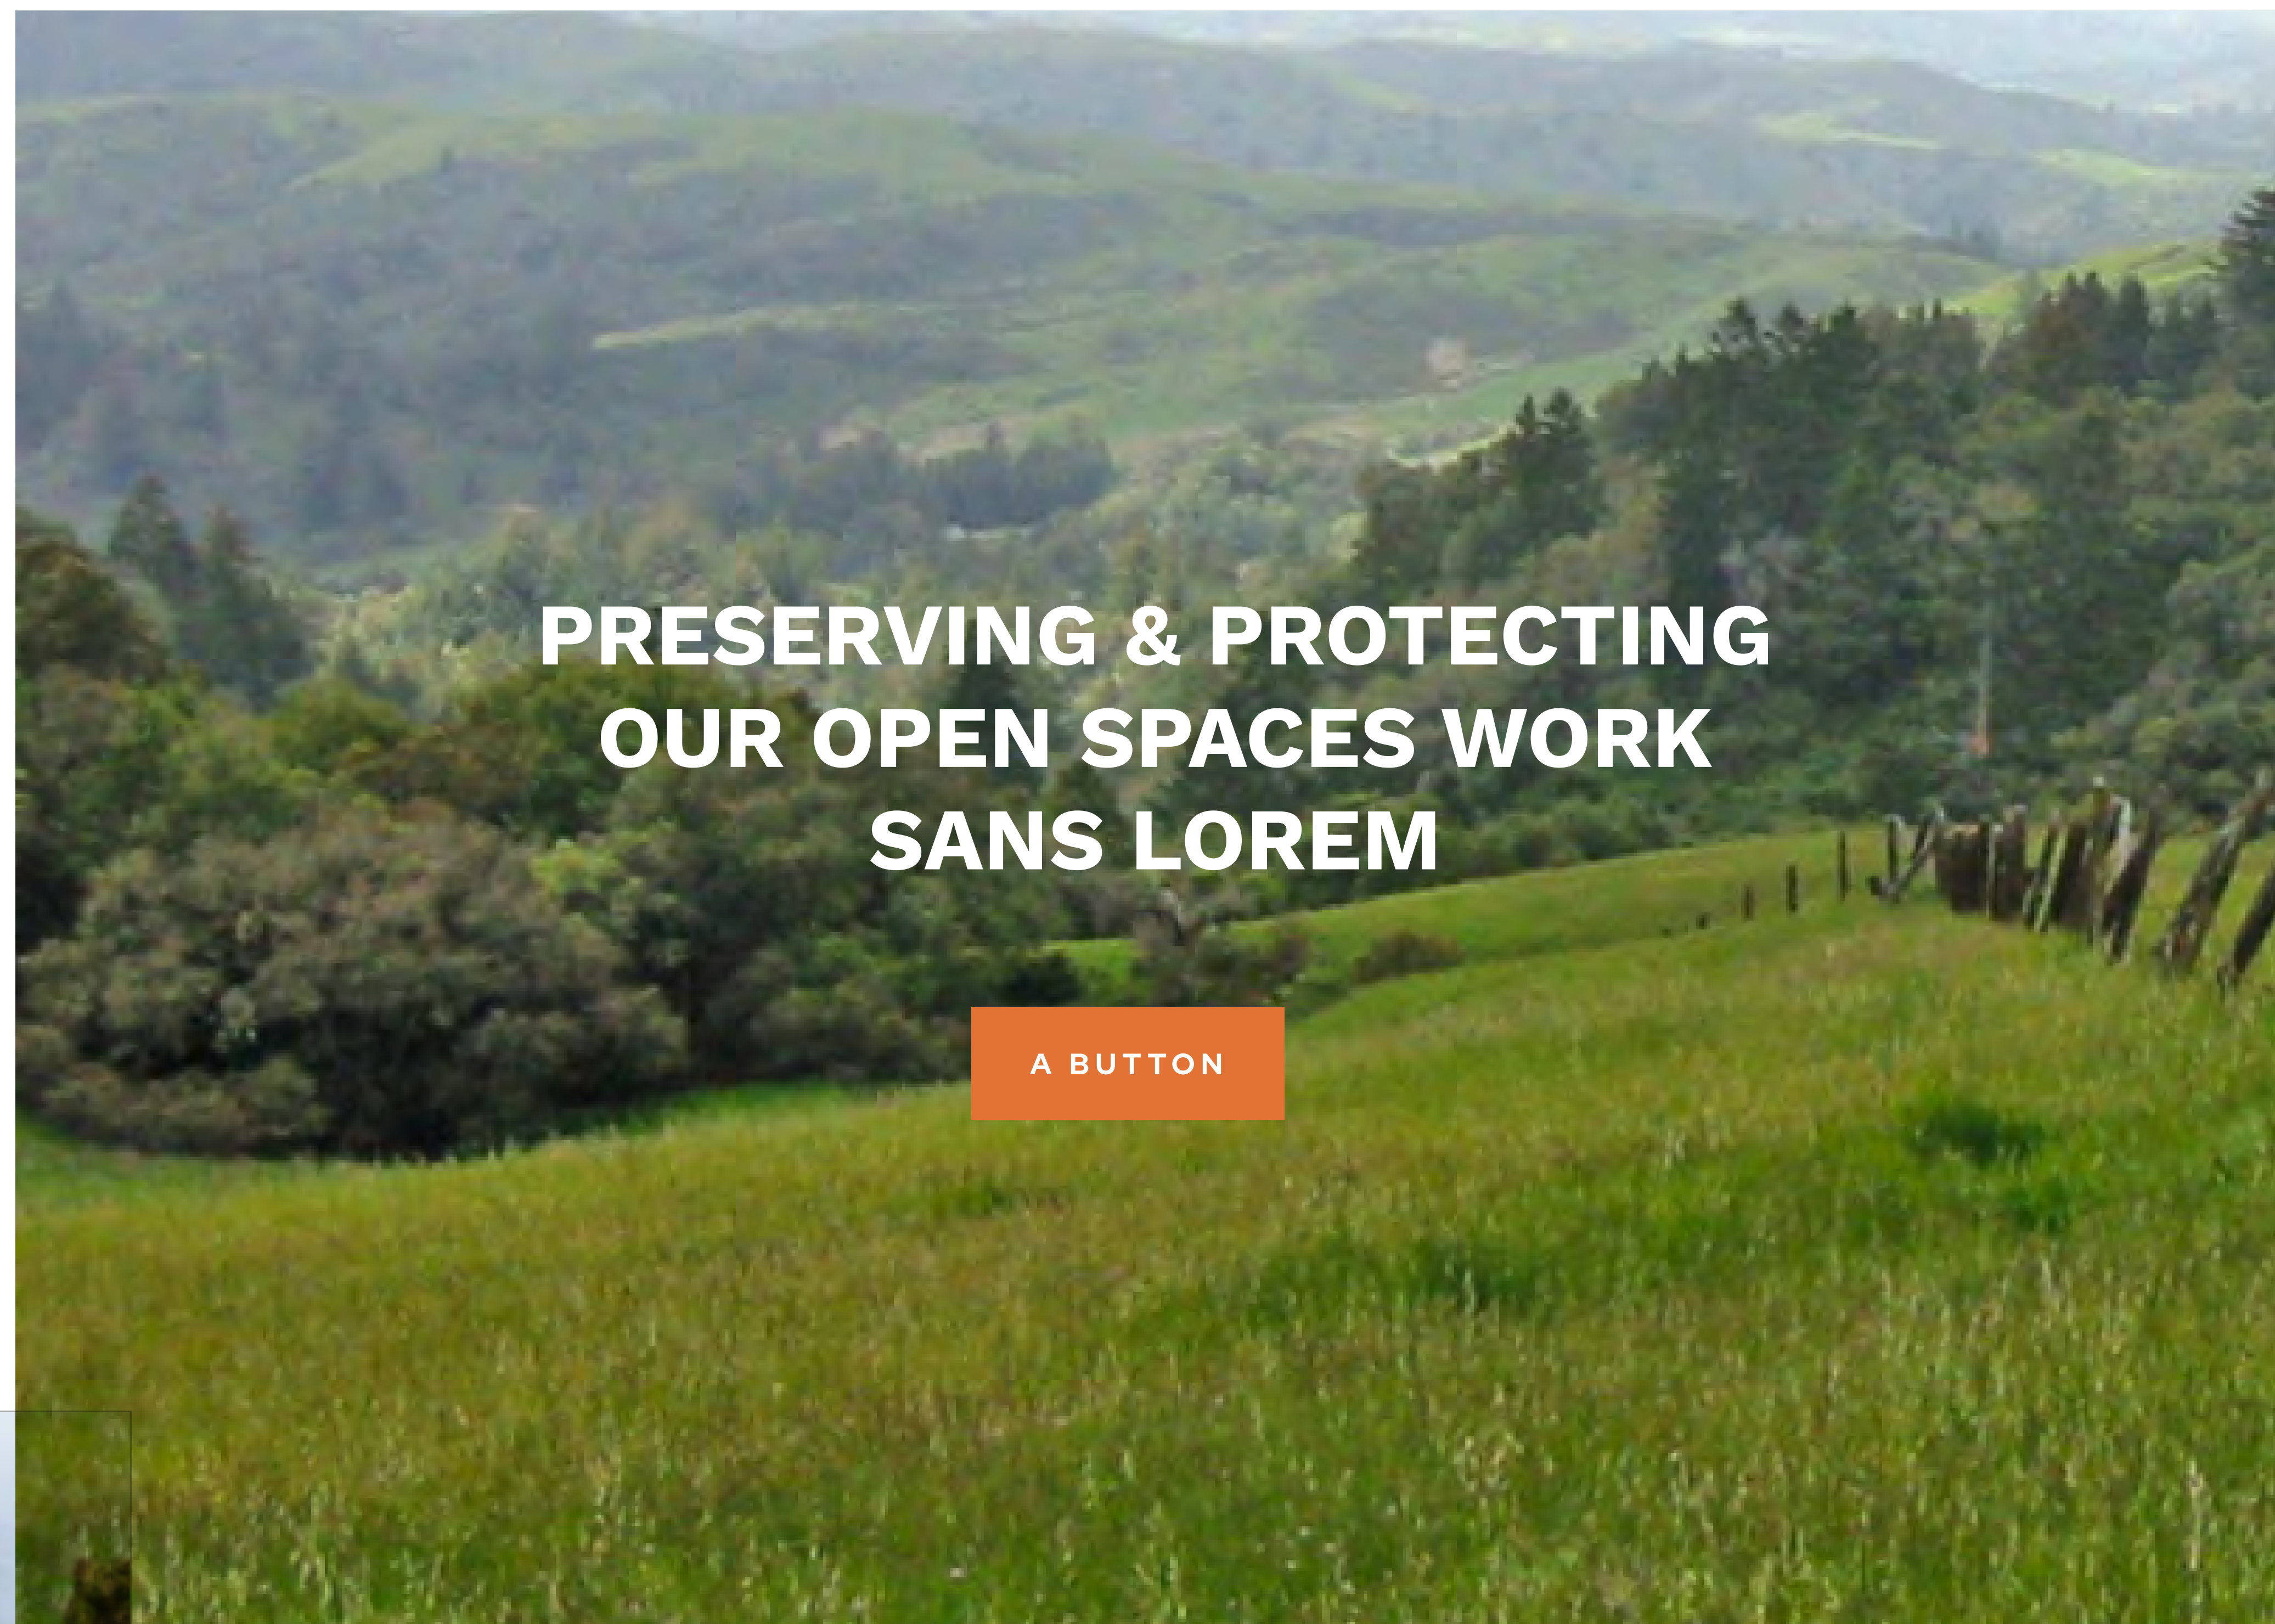 PRESERVING & PROTECTING
OUR OPEN SPACES WORK
SANS LOREM
A BUTTON